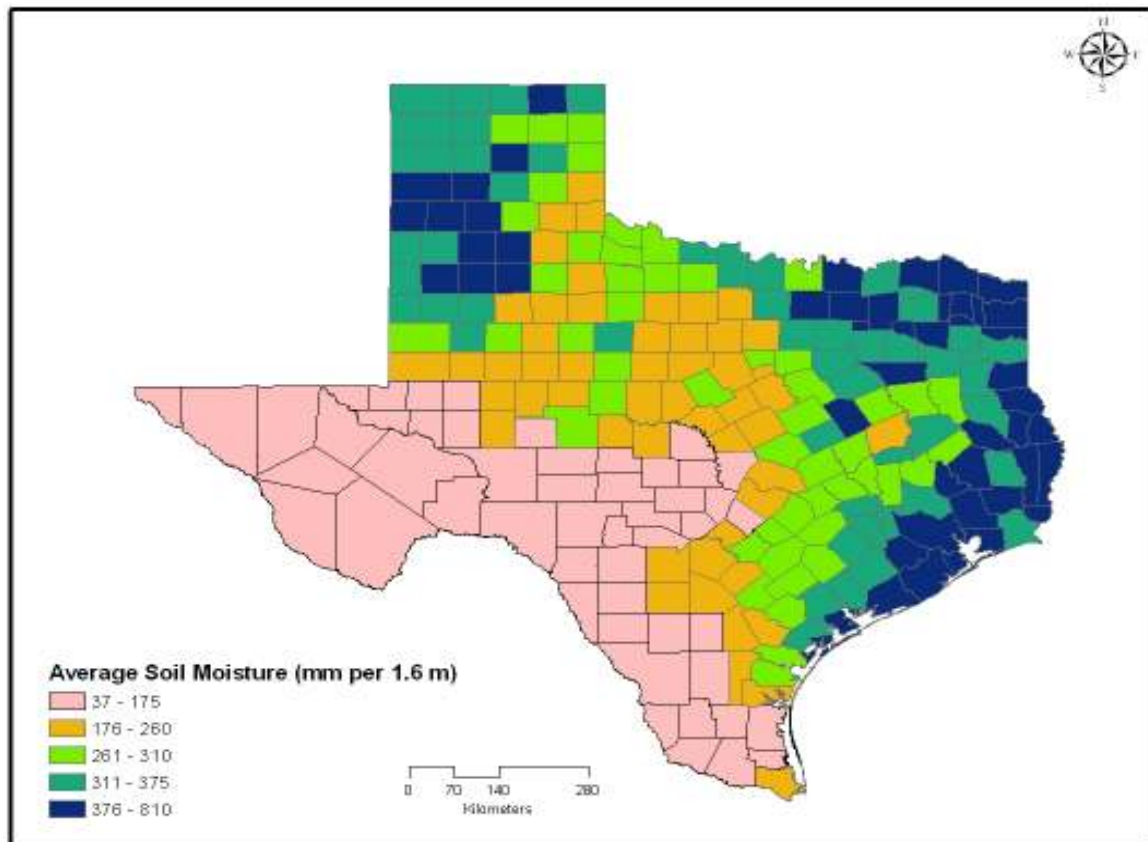 N
W E
S
Average Soil Moisture (mm per 1.6 m)
37 - 175
176 - 260
261 - 310
311 - 375
376 - 810
0 70 140 280
Kilometers